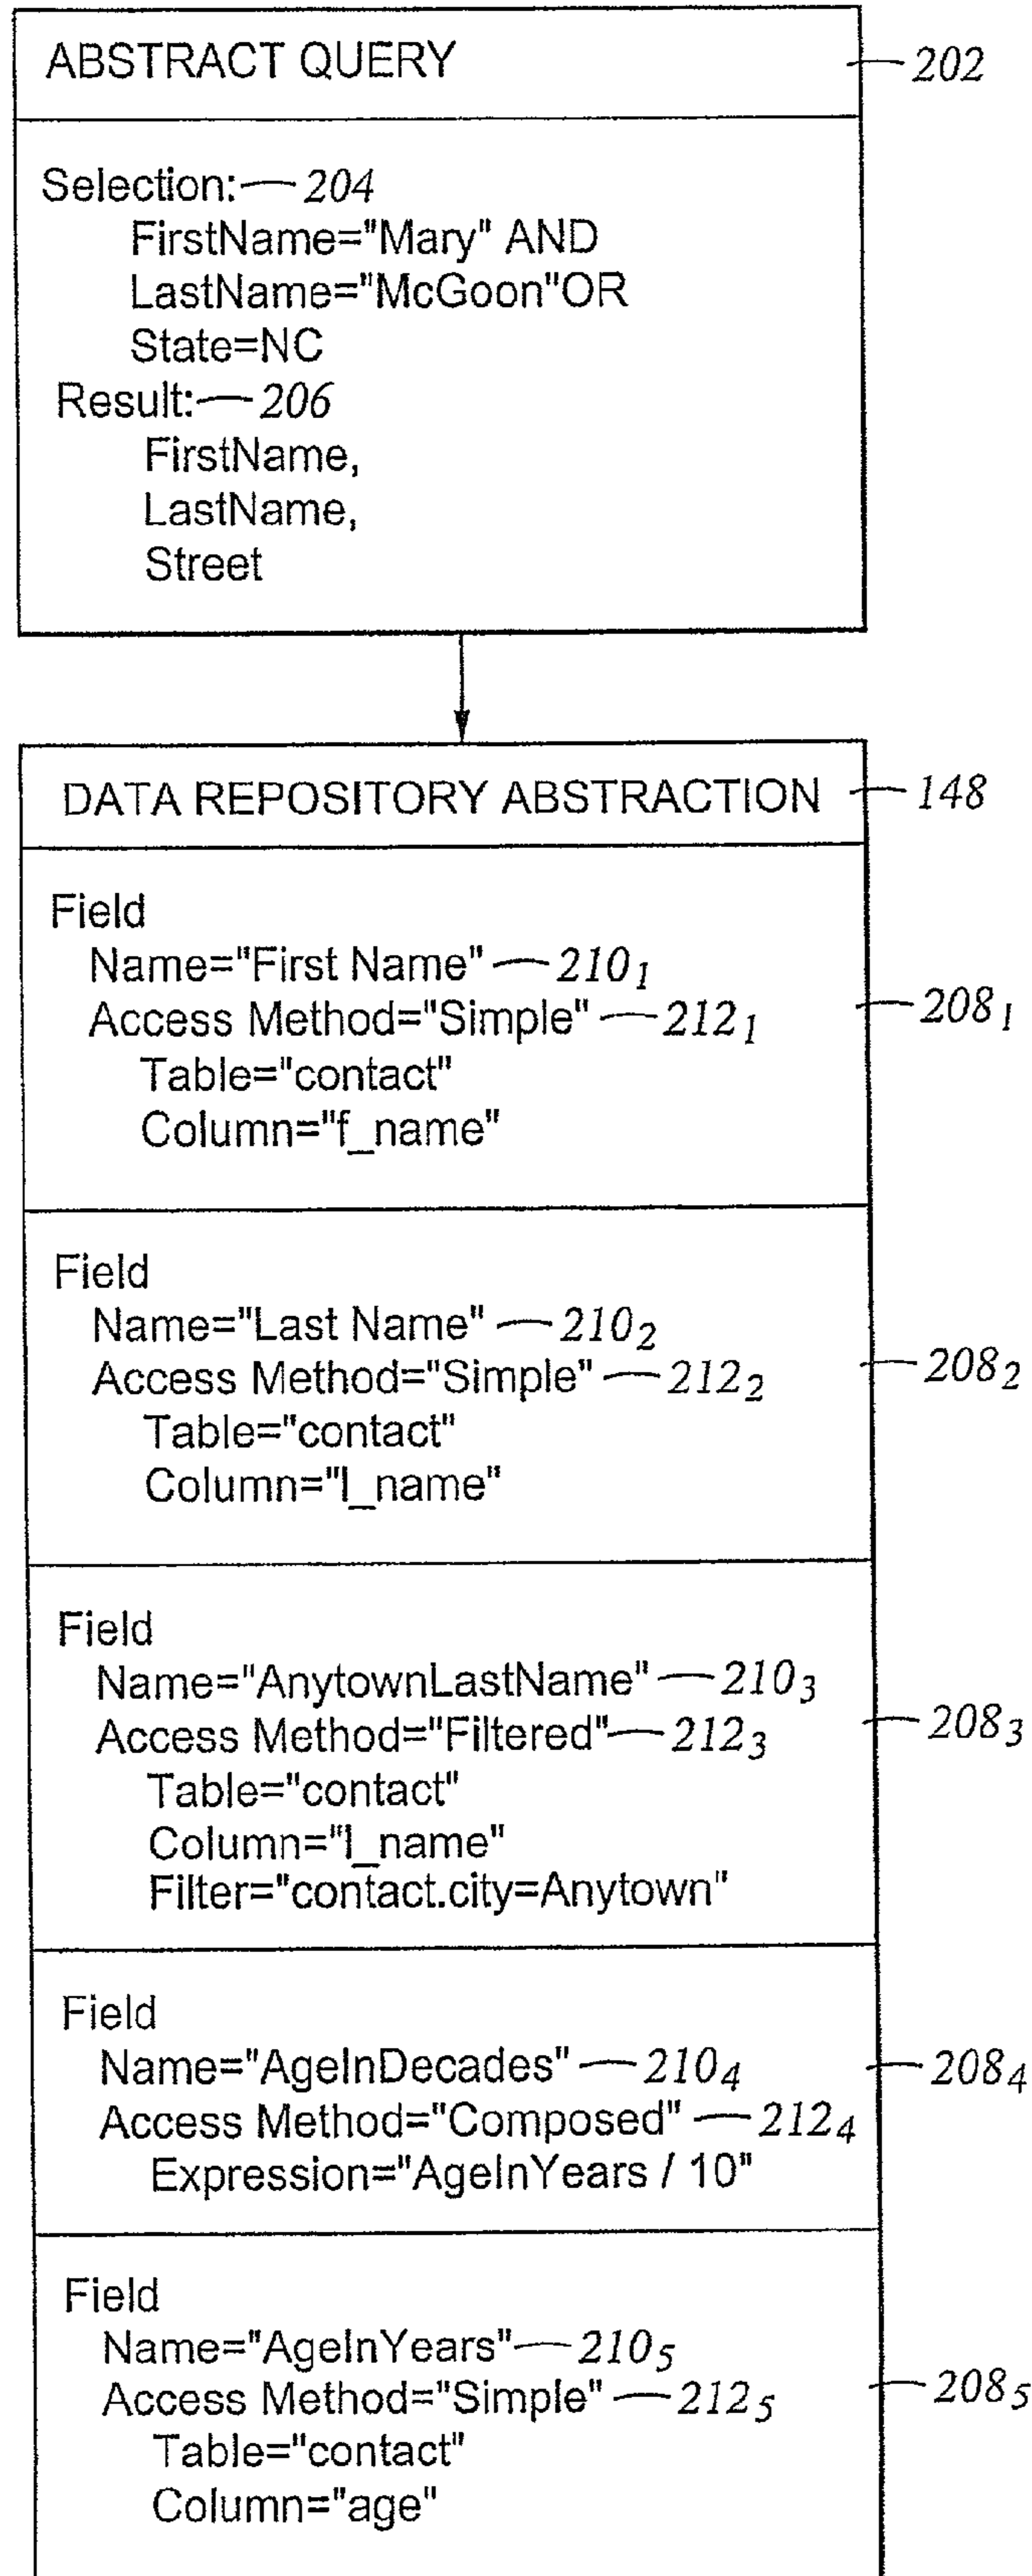 ABSTRACT QUERY 202
Selection: 204
FirstName="Mary" AND
LastName="McGoon"OR
State=NC
Result: 206
FirstName,
LastName,
Street
DATA REPOSITORY ABSTRACTION 148
Field
Name="First Name" 210₁
Access Method="Simple" 212₁ 208₁
Table="contact"
Column="f_name"
Field
Name="Last Name" 210₂
Access Method="Simple" 212₂ 208₂
Table="contact"
Column="l_name"
Field
Name="AnytownLastName" 210₃
Access Method="Filtered" 212₃ 208₃
Table="contact"
Column="l_name"
Filter="contact.city=Anytown"
Field
Name="AgeInDecades" 210₄ 208₄
Access Method="Composed" 212₄
Expression="AgeInYears / 10"
Field
Name="AgeInYears" 210₅
Access Method="Simple" 212₅ 208₅
Table="contact"
Column="age"